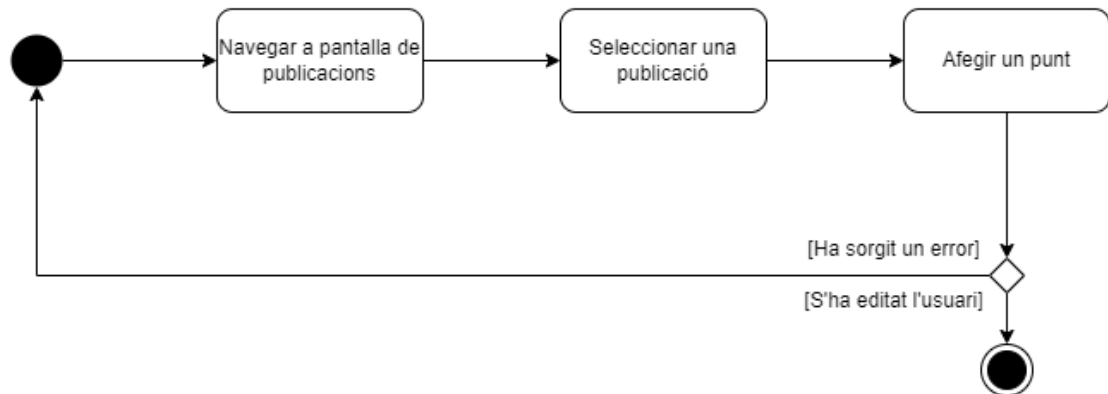 Navegar a pantalla de
publicacions
Seleccionar una
publicació
Afegir un punt
[Ha sorgit un error]
[S'ha editat l'usuari]